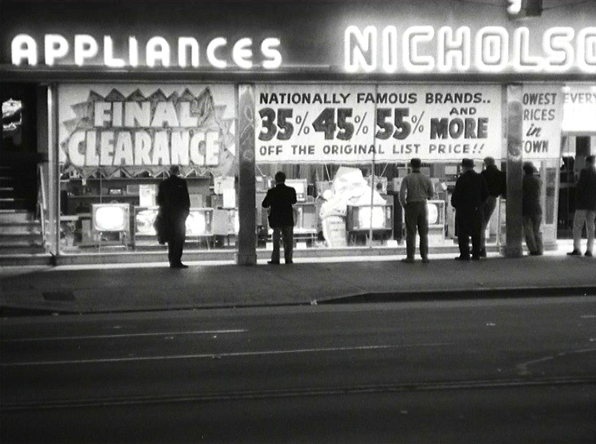 APPLIANCES
NICHOLSO
FINAL
CLEARANCE
NATIONALLY FAMOUS BRANDS..
35% 45% 55% AND MORE
OFF THE ORIGINAL LIST PRICE!!
OWEST
RICES
in
TOWN
EVERY